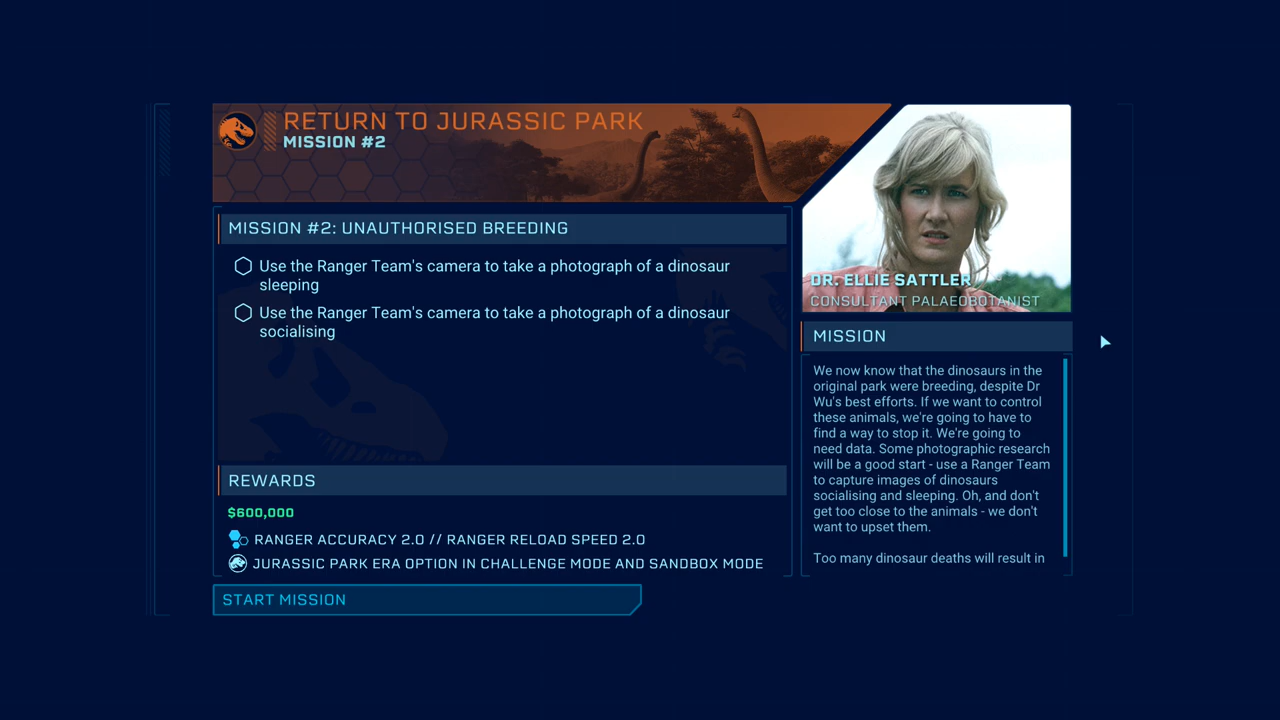 RETURN TO JURASSIC PARK
MISSION #2
MISSION #2: UNAUTHORISED BREEDING
Use the Ranger Team's camera to take a photograph of a dinosaur
sleeping
Use the Ranger Team's camera to take a photograph of a dinosaur
socialising
REWARDS
$600,000
RANGER ACCURACY 2.0 // RANGER RELOAD SPEED 2.0
JURASSIC PARK ERA OPTION IN CHALLENGE MODE AND SANDBOX MODE
START MISSION
DR. ELLIE SATTLER
CONSULTANT PALAEOBOTANIST
MISSION
We now know that the dinosaurs in the
original park were breeding, despite Dr
Wu's best efforts. If we want to control
these animals, we're going to have to
find a way to stop it. We're going to
need data. Some photographic research
will be a good start - use a Ranger Team
to capture images of dinosaurs
socialising and sleeping. Oh, and don't
get too close to the animals - we don't
want to upset them.
Too many dinosaur deaths will result in